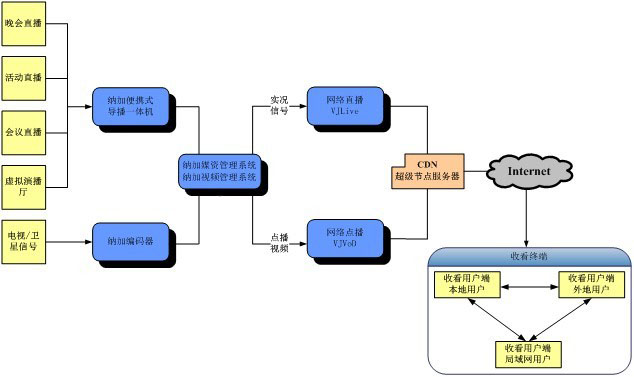 晚会直播
活动直播
会议直播
虚拟演播
厅
电视/卫
星信号
纳加便携式
导播一体机
纳加编码器
纳加媒资管理系统
纳加视频管理系统
实况
信号
点播
视频
网络直播
VJLive
网络点播
VJVoD
CDN
超级节点服务器
Internet
收看终端
收看用户端
本地用户
收看用户端
外地用户
收看用户端
局域网用户